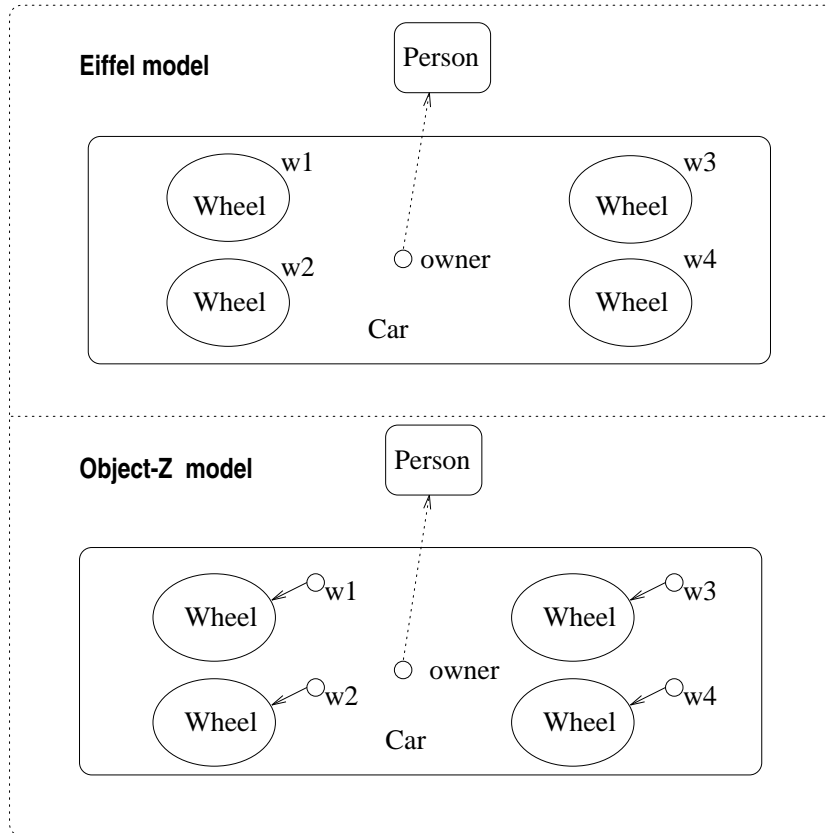 Eiffel model
Person
w1
w3
Wheel
Wheel
owner
w2
w4
Wheel
Wheel
Car
Object-Z model
Person
Wheel
w1
Wheel
w3
owner
Wheel
w2
Wheel
w4
Car